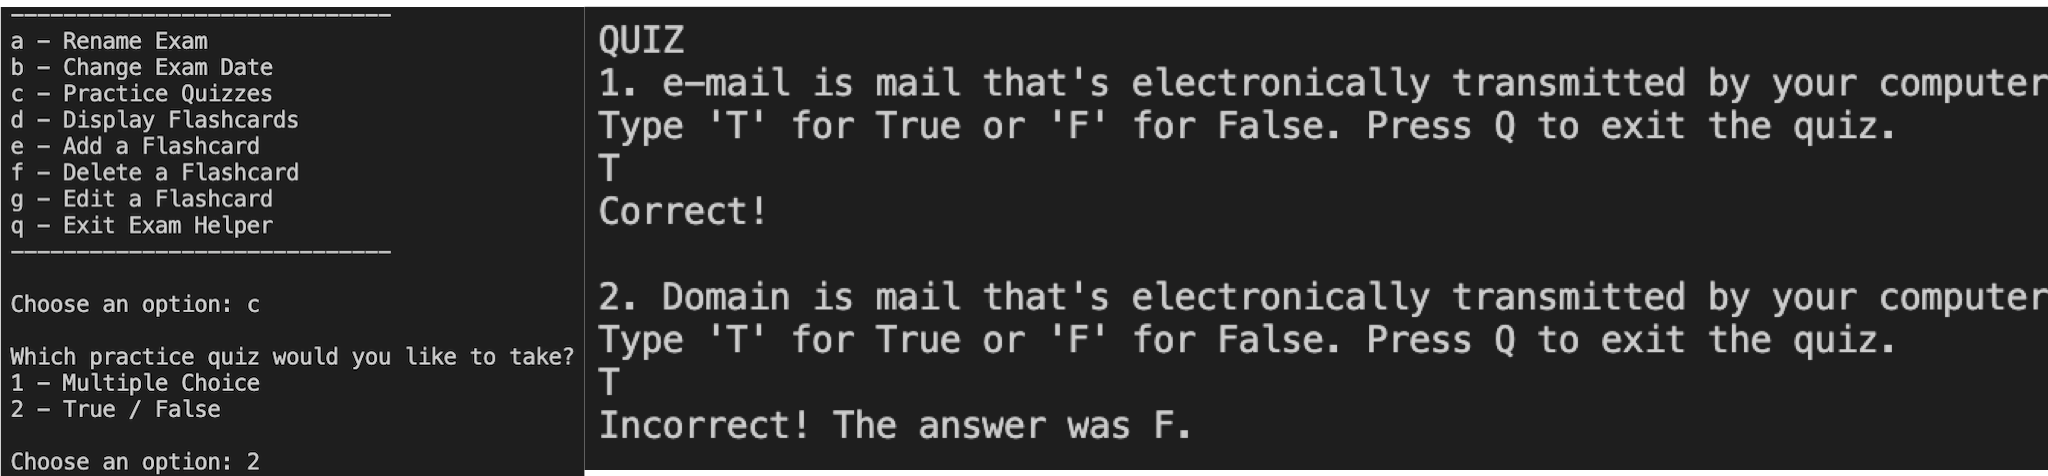 a – Rename Exam
b – Change Exam Date
c – Practice Quizzes
d – Display Flashcards
e – Add a Flashcard
f – Delete a Flashcard
g – Edit a Flashcard
q – Exit Exam Helper
Choose an option: c
Which practice quiz would you like to take?
1 – Multiple Choice
2 – True / False
Choose an option: 2
QUIZ
1. e-mail is mail that's electronically transmitted by your computer
Type 'T' for True or 'F' for False. Press Q to exit the quiz.
T
Correct!
2. Domain is mail that's electronically transmitted by your computer
Type 'T' for True or 'F' for False. Press Q to exit the quiz.
T
Incorrect! The answer was F.